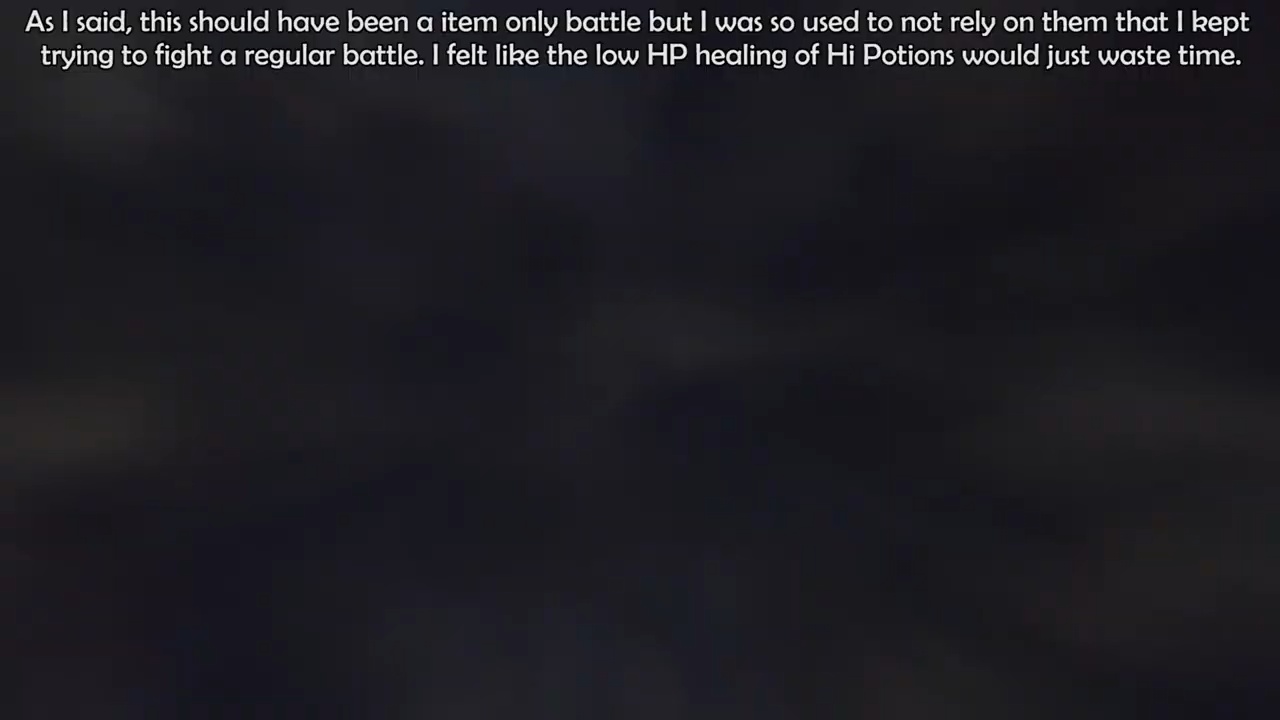 As I said, this should have been a item only battle but I was so used to not rely on them that I kept
trying to fight a regular battle. I felt like the low HP healing of Hi Potions would just waste time.